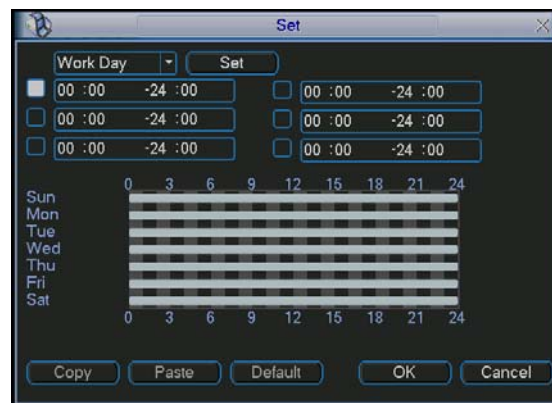 Set
Work Day Set
00 :00 -24 :00 00 :00 -24 :00
00 :00 -24 :00 00 :00 -24 :00
00 :00 -24 :00 00 :00 -24 :00
0 3 6 9 12 15 18 21 24
Sun
Mon
Tue
Wed
Thu
Fri
Sat
0 3 6 9 12 15 18 21 24
Copy Paste Default OK Cancel